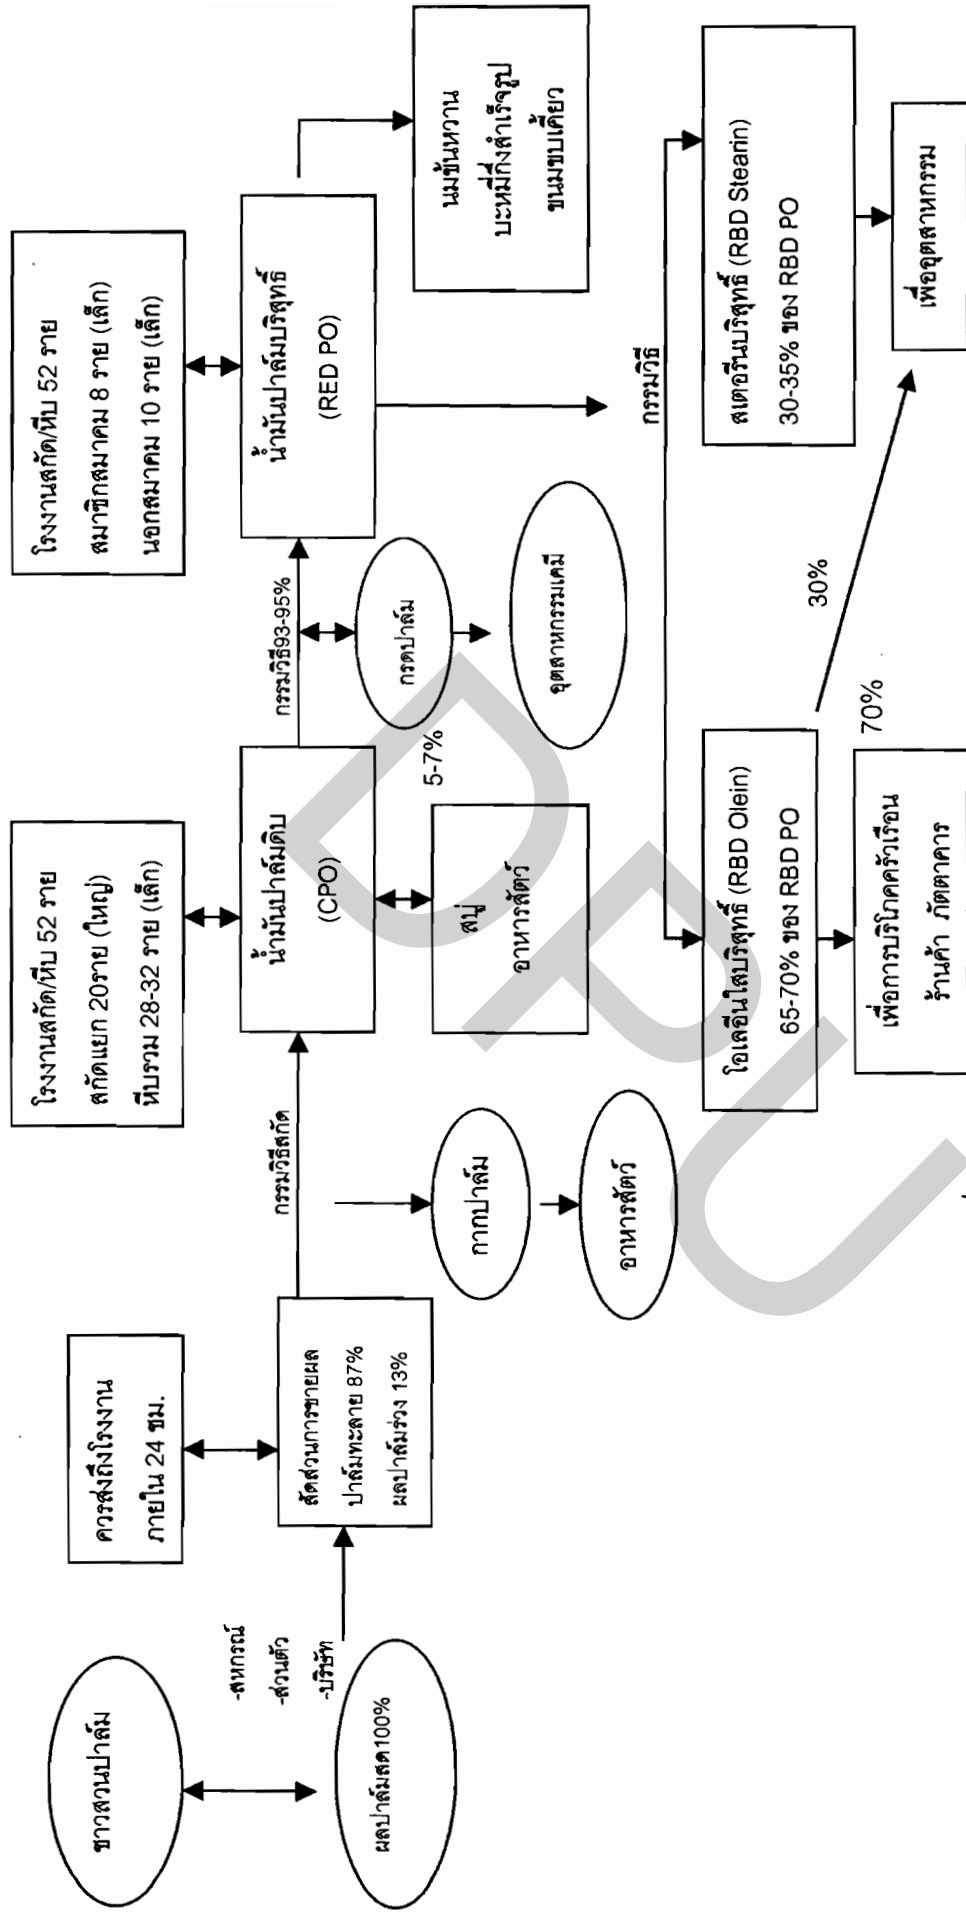 ชาวสวนปาล์ม
ผลปาล์มสด100%
-สหกรณ์
-ส่วนตัว
-บริษัท
ควรส่งถึงโรงงาน
ภายใน 24 ชม.
สัดส่วนการขายผล
ปาล์มทะลาย 87%
ผลปาล์มร่วง 13%
กรรมวิธีสกัด
กากปาล์ม
อาหารสัตว์
โรงงานสกัด/หีบ 52 ราย
สกัดแยก 20ราย (ใหญ่)
หีบรวม 28-32 ราย (เล็ก)
น้ำมันปาล์มดิบ
(CPO)
สบู่
อาหารสัตว์
กรรมวิธี93-95%
กรดปาล์ม
5-7%
อุตสาหกรรมเคมี
โรงงานสกัด/หีบ 52 ราย
สมาชิกสมาคม 8 ราย (เล็ก)
นอกสมาคม 10 ราย (เล็ก)
น้ำมันปาล์มบริสุทธิ์
(RED PO)
นมข้นหวาน
บะหมี่กึ่งสำเร็จรูป
ขนมขบเคี้ยว
กรรมวิธี
โอเลอีนใสบริสุทธิ์ (RBD Olein)
65-70% ของ RBD PO
สเตอรีนบริสุทธิ์ (RBD Stearin)
30-35% ของ RBD PO
70%
30%
เพื่อการบริโภคครัวเรือน
ร้านค้า ภัตตาคาร
เพื่ออุตสาหกรรม
DPU